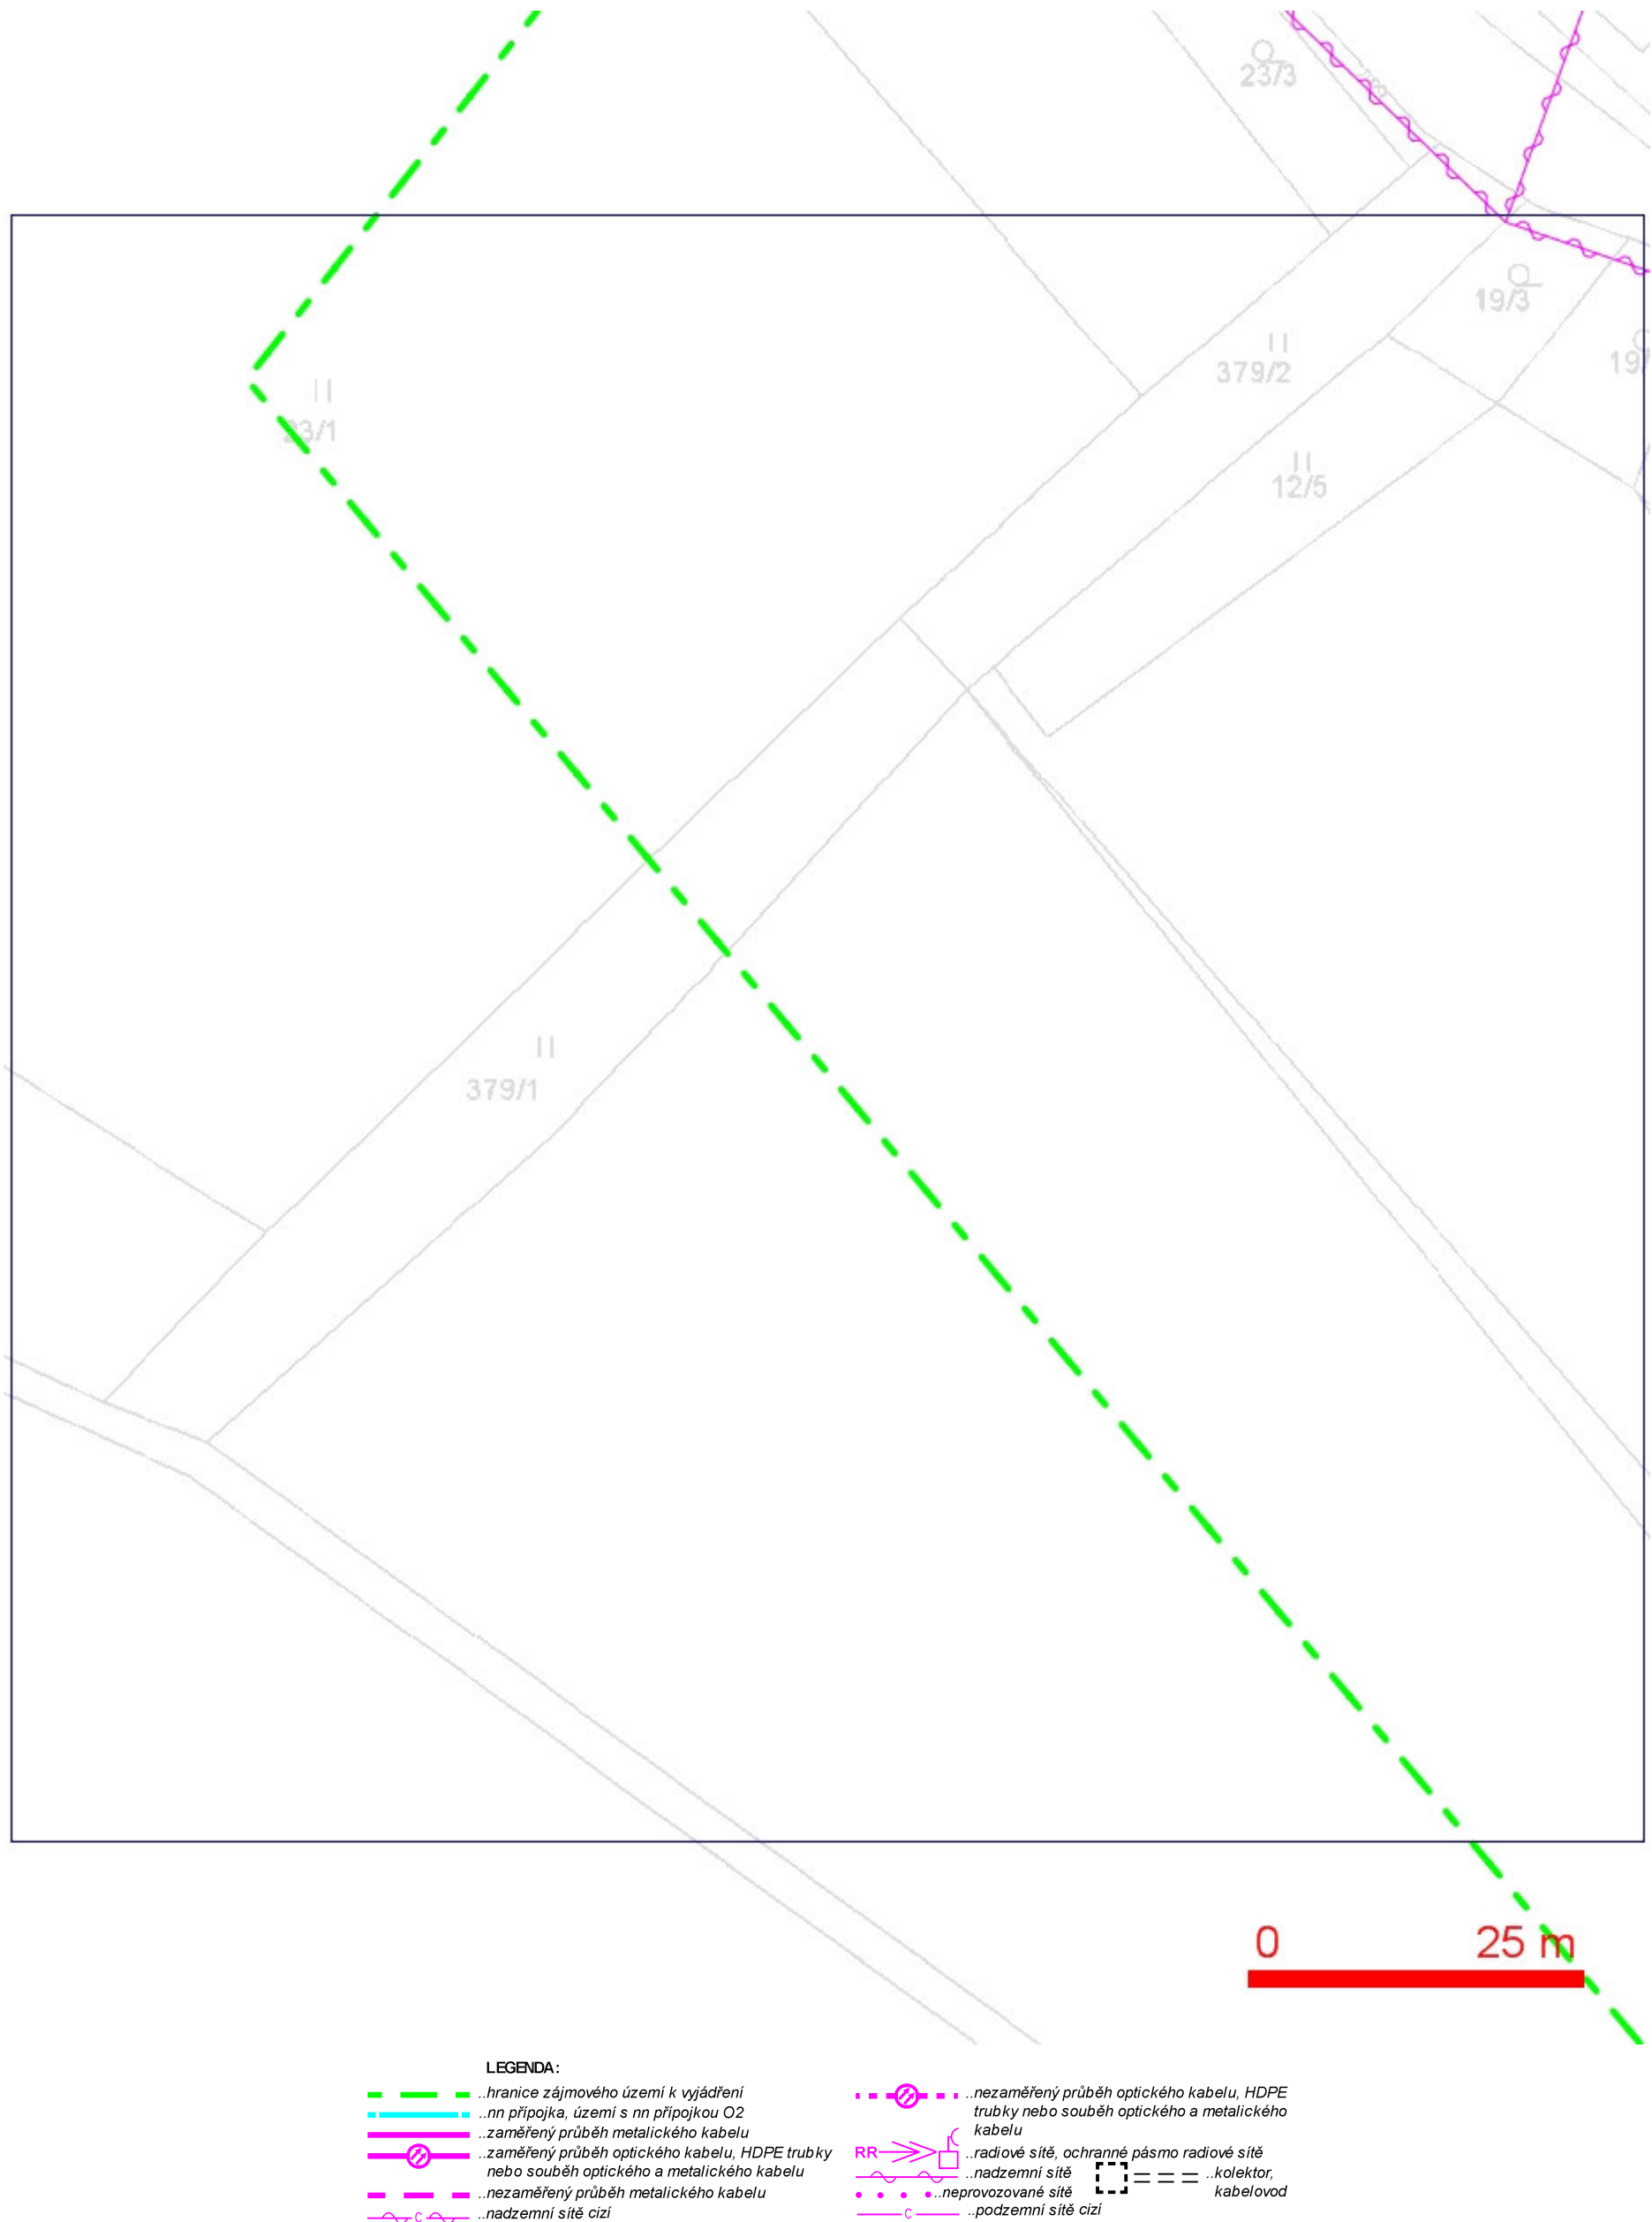 23/3
19/3
379/2
19/
23/1
12/5
379/1
0 25 m
LEGENDA:
..hranice zájmového území k vyjádření
..nn přípojka, území s nn přípojkou O2
..zaměřený průběh metalického kabelu
..zaměřený průběh optického kabelu, HDPE trubky
nebo souběh optického a metalického kabelu
..nezaměřený průběh metalického kabelu
C ..nadzemní sítě cizí
..nezaměřený průběh optického kabelu, HDPE
trubky nebo souběh optického a metalického
kabelu
RR ..radiové sítě, ochranné pásmo radiové sítě
..nadzemní sítě
..kolektor,
kabelovod
..neprovozované sítě
C ..podzemní sítě cizí